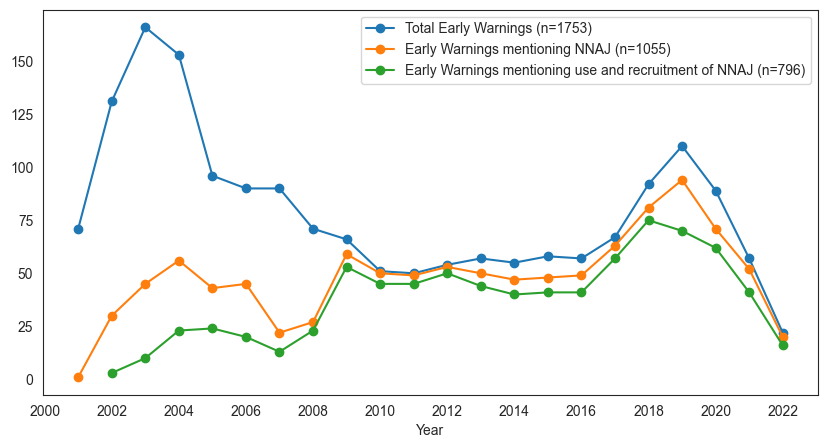 Total Early Warnings (n=1753)
Early Warnings mentioning NNAJ (n=1055)
Early Warnings mentioning use and recruitment of NNAJ (n=796)
150
125
100
75
50
25
0
2000 2002 2004 2006 2008 2010 2012 2014 2016 2018 2020 2022
Year